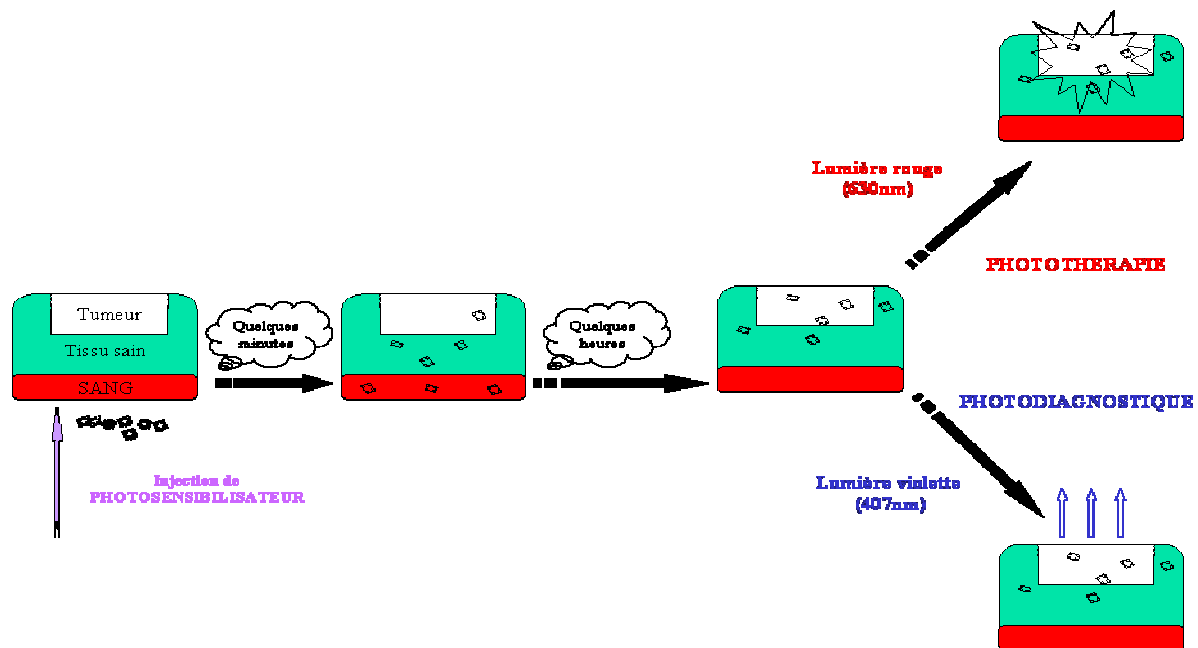 Lumière rouge
(630nm)
PHOTOTHERAPIE
Tumeur
Tissu sain
SANG
Quelques
minutes
Quelques
heures
PHOTODIAGNOSTIQUE
Injection de
PHOTOSENSIBILISATEUR
Lumière violette
(407nm)